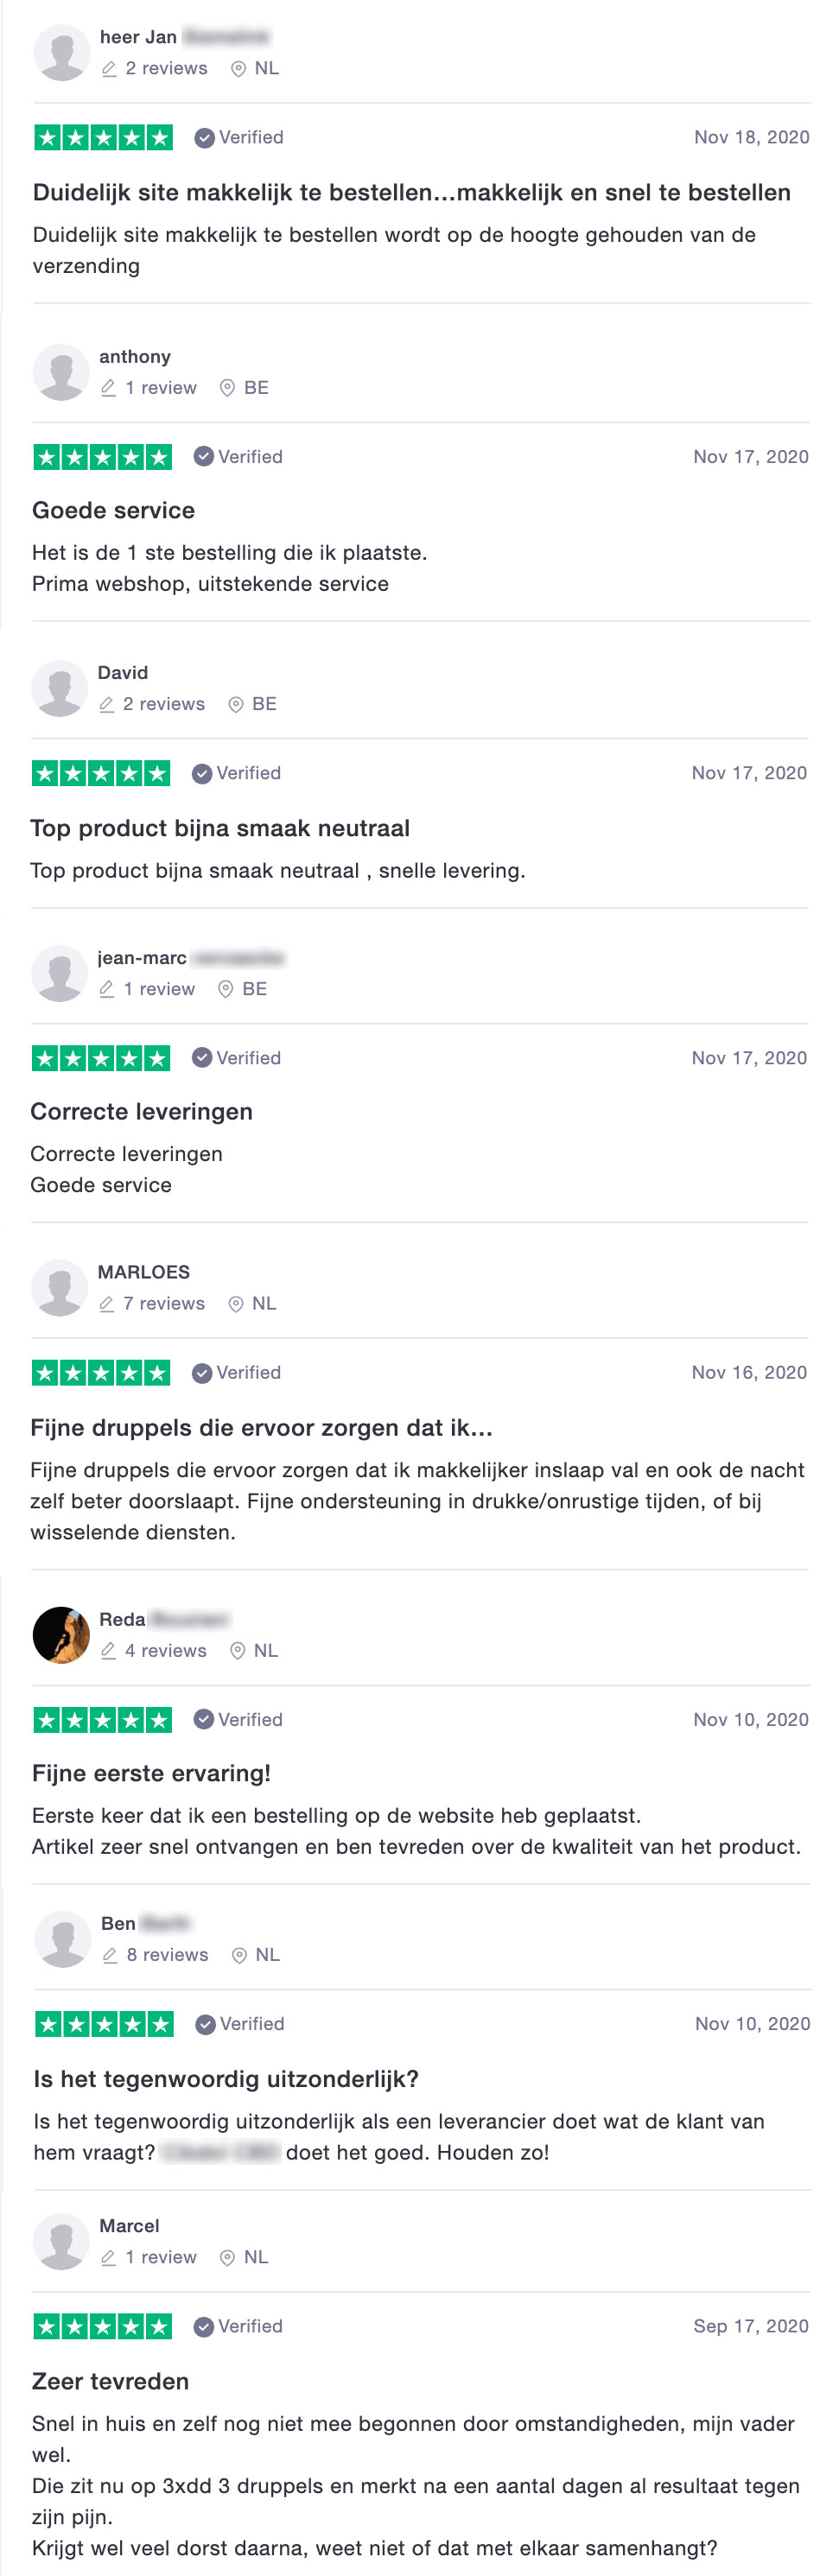 heer Jan
2 reviews NL
Verified Nov 18, 2020
Duidelijk site makkelijk te bestellen...makkelijk en snel te bestellen
Duidelijk site makkelijk te bestellen wordt op de hoogte gehouden van de
verzending
anthony
1 review BE
Verified Nov 17, 2020
Goede service
Het is de 1 ste bestelling die ik plaatste.
Prima webshop, uitstekende service
David
2 reviews BE
Verified Nov 17, 2020
Top product bijna smaak neutraal
Top product bijna smaak neutraal , snelle levering.
jean-marc
1 review BE
Verified Nov 17, 2020
Correcte leveringen
Correcte leveringen
Goede service
MARLOES
7 reviews NL
Verified Nov 16, 2020
Fijne druppels die ervoor zorgen dat ik...
Fijne druppels die ervoor zorgen dat ik makkelijker inslaap val en ook de nacht
zelf beter doorslaapt. Fijne ondersteuning in drukke/onrustige tijden, of bij
wisselende diensten.
Reda
4 reviews NL
Verified Nov 10, 2020
Fijne eerste ervaring!
Eerste keer dat ik een bestelling op de website heb geplaatst.
Artikel zeer snel ontvangen en ben tevreden over de kwaliteit van het product.
Ben
8 reviews NL
Verified Nov 10, 2020
Is het tegenwoordig uitzonderlijk?
Is het tegenwoordig uitzonderlijk als een leverancier doet wat de klant van
hem vraagt? doet het goed. Houden zo!
Marcel
1 review NL
Verified Sep 17, 2020
Zeer tevreden
Snel in huis en zelf nog niet mee begonnen door omstandigheden, mijn vader
wel.
Die zit nu op 3xdd 3 druppels en merkt na een aantal dagen al resultaat tegen
zijn pijn.
Krijgt wel veel dorst daarna, weet niet of dat met elkaar samenhangt?